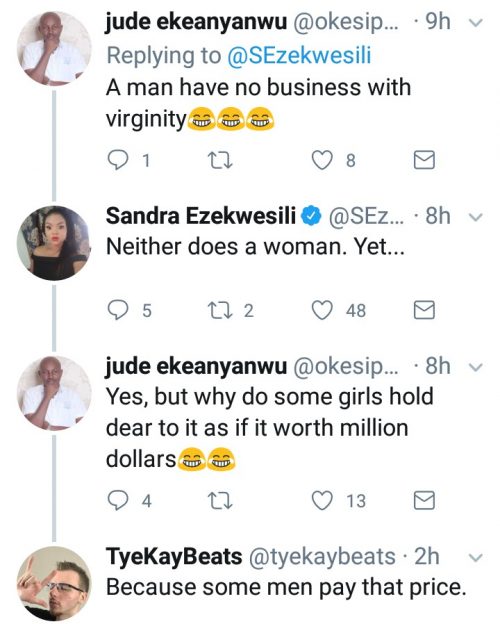 jude ekeanyanwu @okesip... · 9h
Replying to @SEzekwesili
A man have no business with
virginity😂😂😂
1 8
Sandra Ezekwesili @SEz... · 8h
Neither does a woman. Yet...
5 2 48
jude ekeanyanwu @okesip... · 8h
Yes, but why do some girls hold
dear to it as if it worth million
dollars😂😂
4 13
TyeKayBeats @tyekaybeats · 2h
Because some men pay that price.